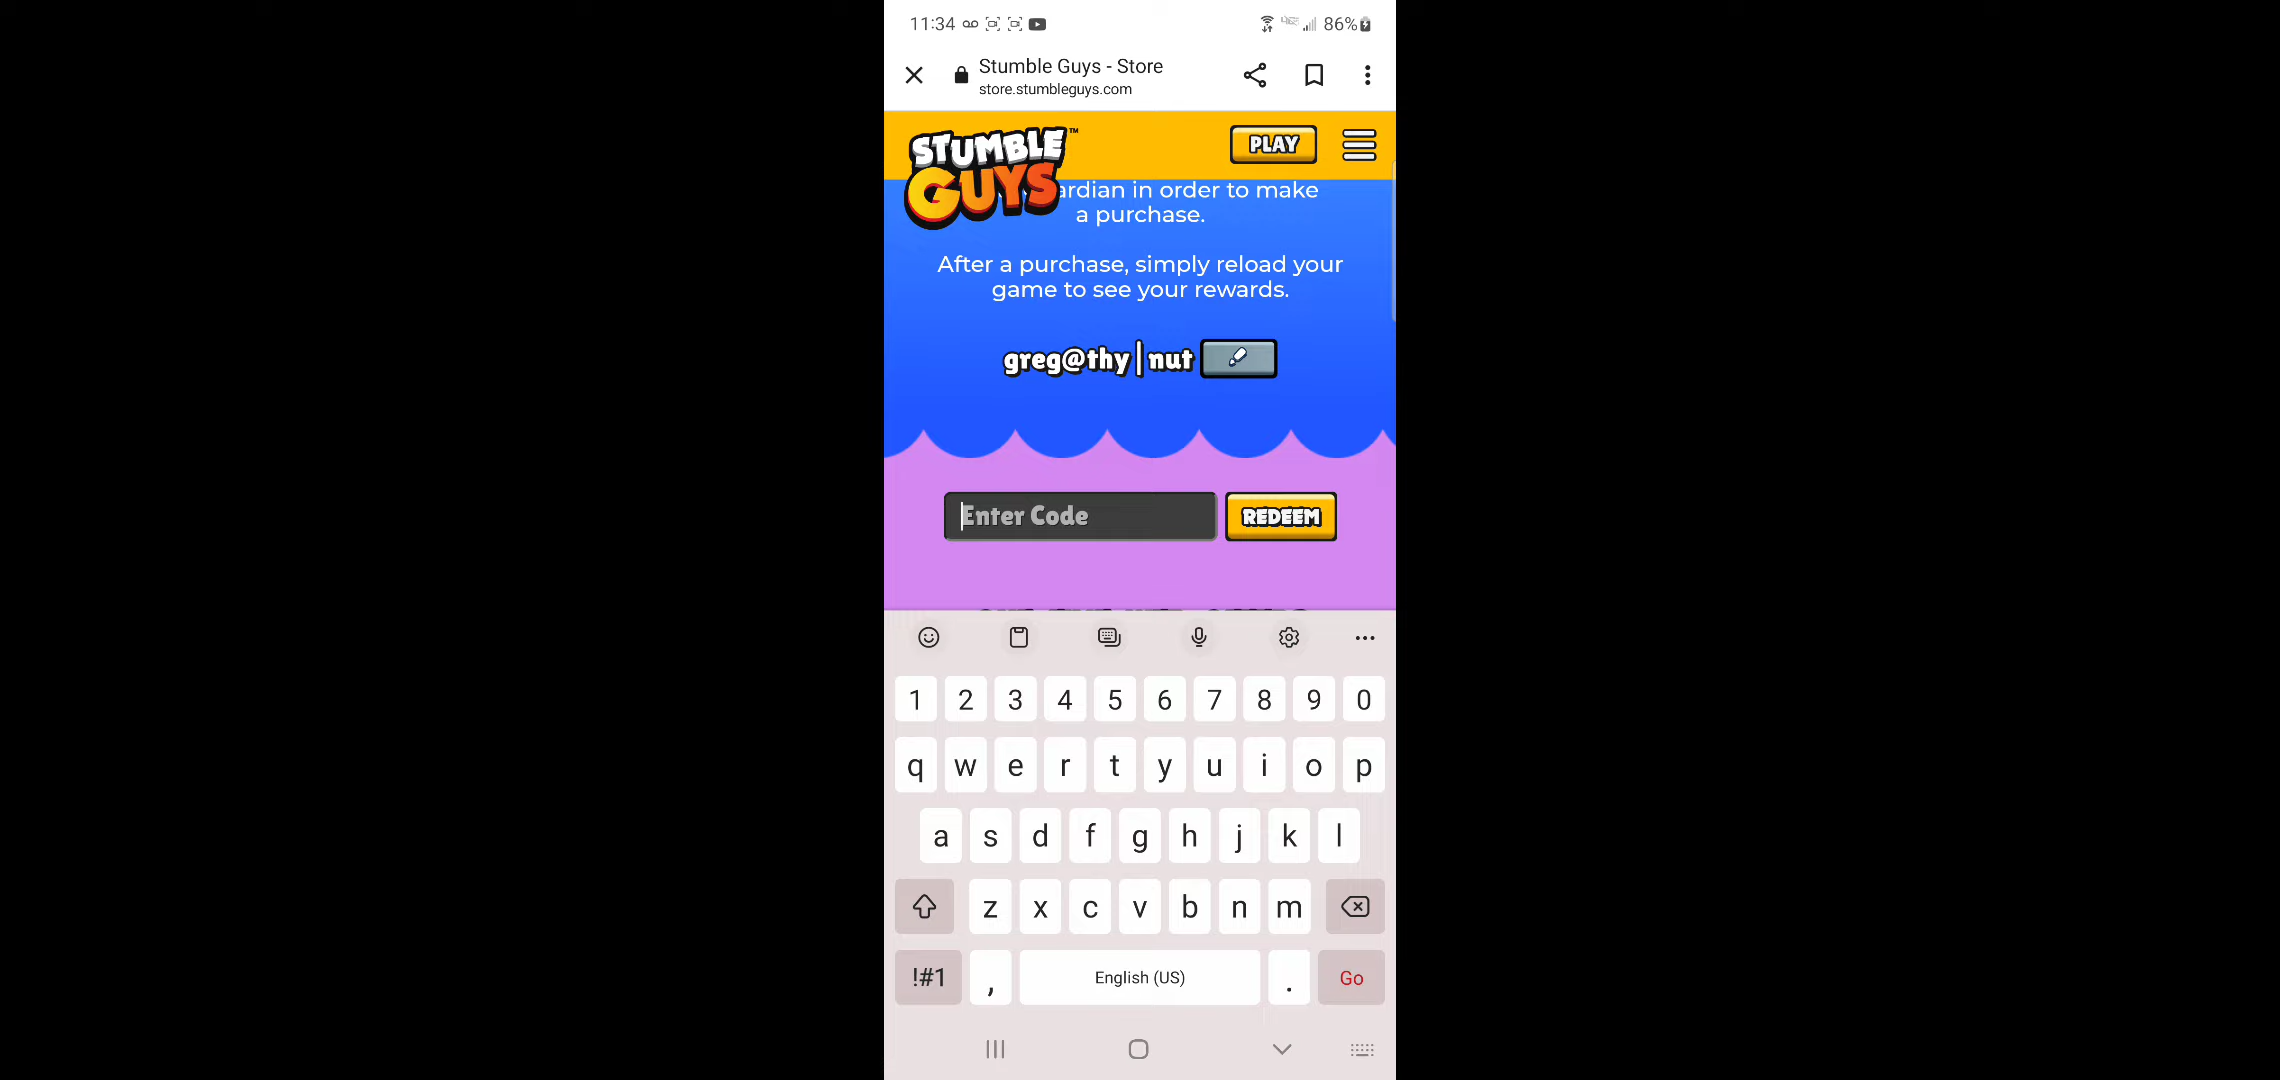 11:34 86%
Stumble Guys - Store
store.stumbleguys.com
STUMBLE GUYS™
PLAY
ardian in order to make
a purchase.
After a purchase, simply reload your
game to see your rewards.
greg@thy|nut
Enter Code REDEEM
1 2 3 4 5 6 7 8 9 0
q w e r t y u i o p
a s d f g h j k l
z x c v b n m
!#1 , English (US) . Go